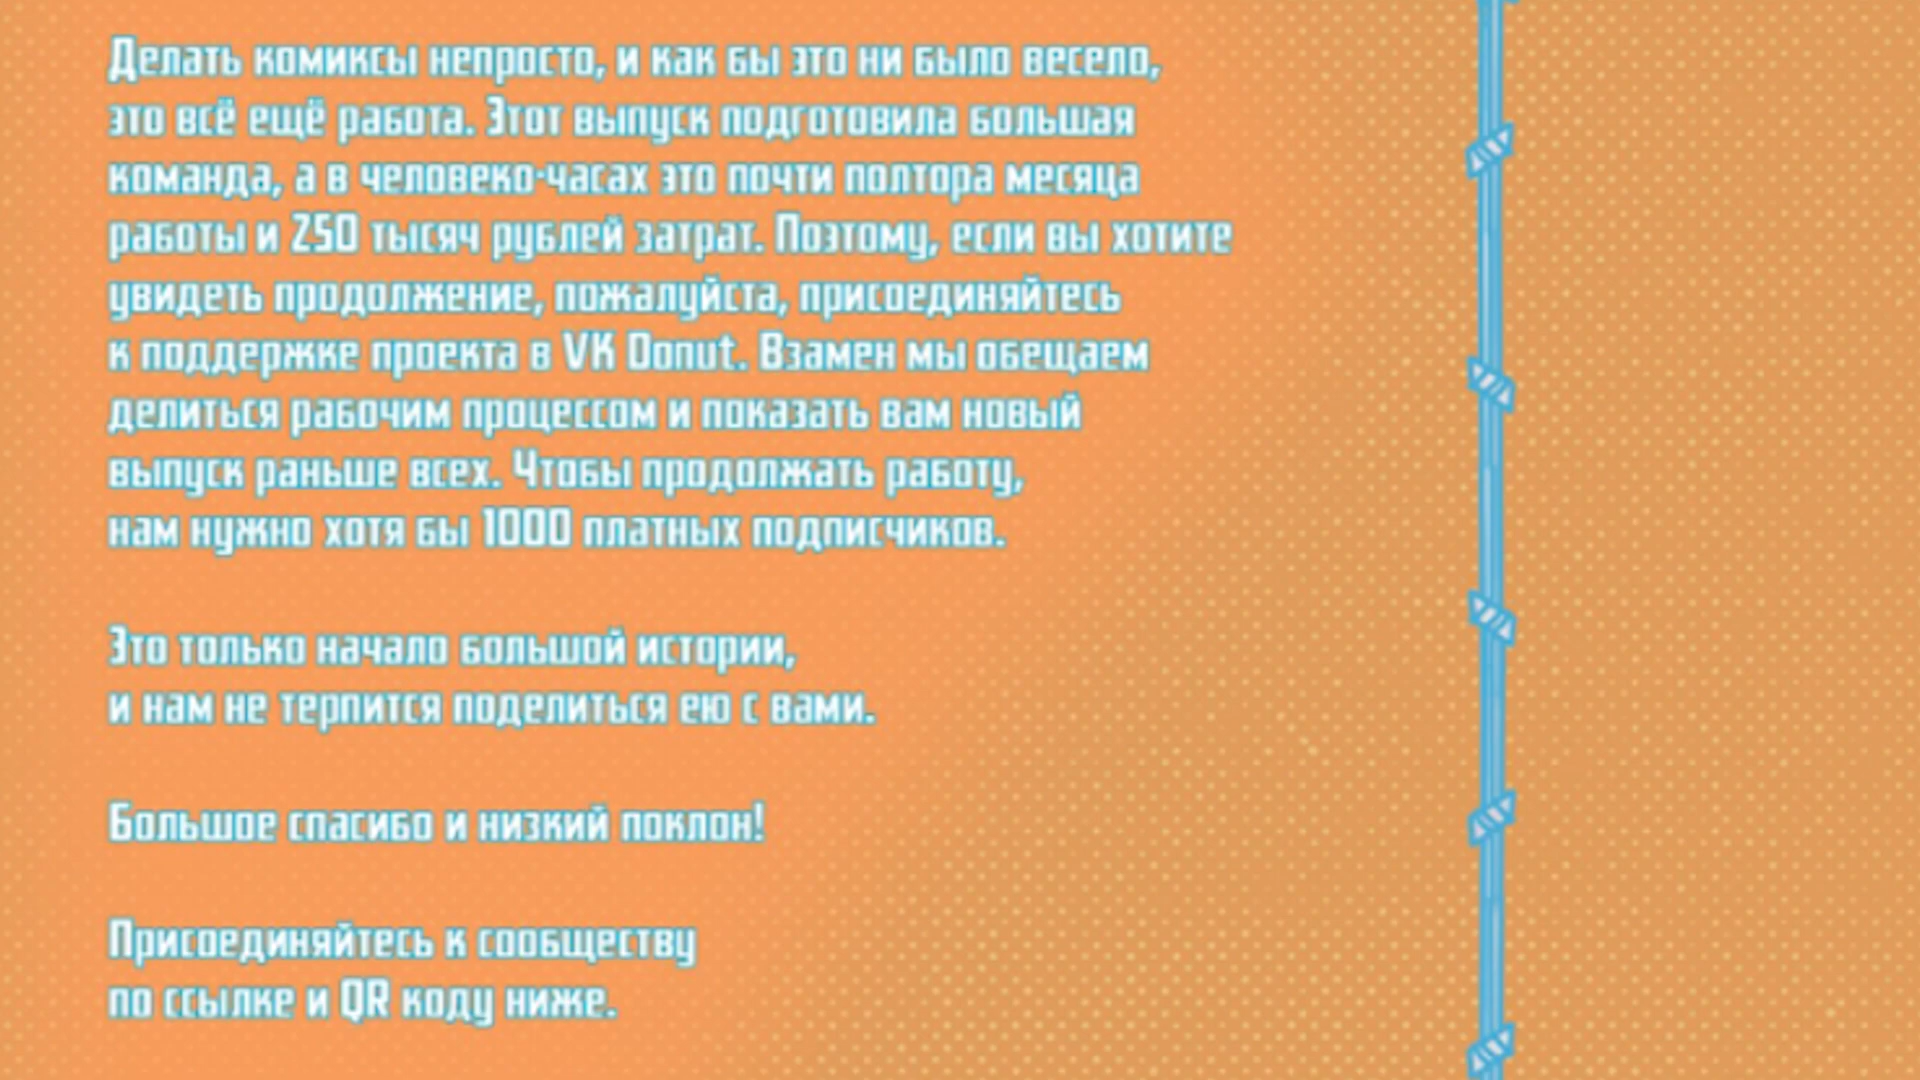 Делать комиксы непросто, и как бы это ни было весело,
это всё ещё работа. Этот выпуск подготовила большая
команда, а в человеко-часах это почти полтора месяца
работы и 250 тысяч рублей затрат. Поэтому, если вы хотите
увидеть продолжение, пожалуйста, присоединяйтесь
к поддержке проекта в VK Donut. Взамен мы обещаем
делиться рабочим процессом и показать вам новый
выпуск раньше всех. Чтобы продолжать работу,
нам нужно хотя бы 1000 платных подписчиков.
Это только начало большой истории,
и нам не терпится поделиться ею с вами.
Большое спасибо и низкий поклон!
Присоединяйтесь к сообществу
по ссылке и QR коду ниже.